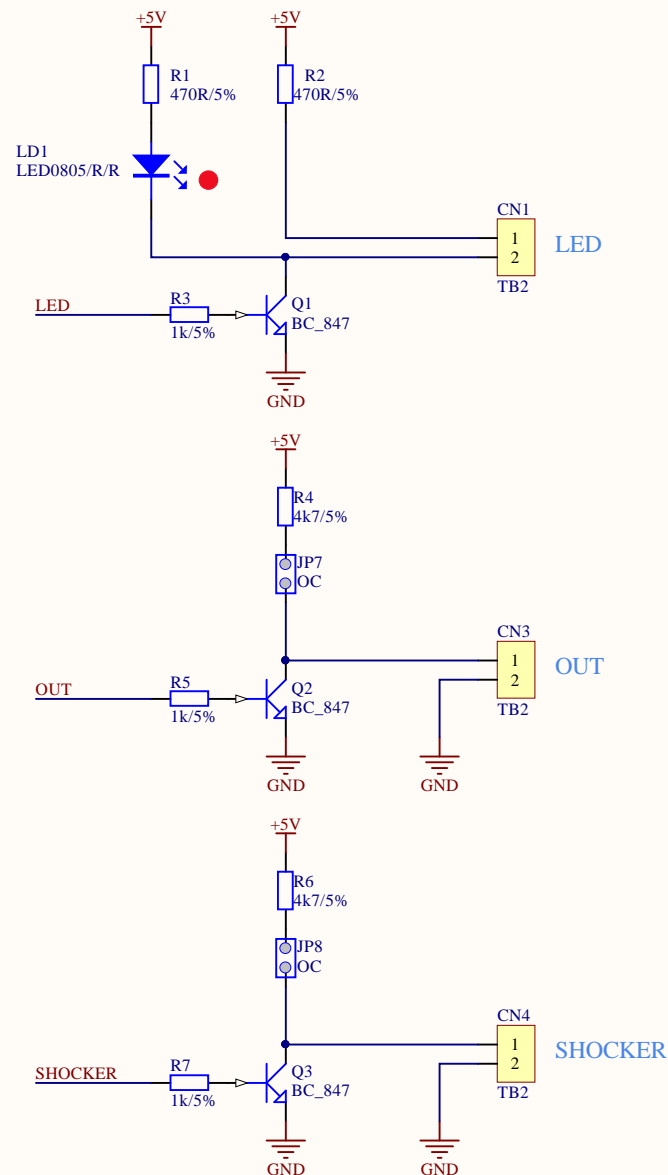 +5V
+5V
R1
470R/5%
R2
470R/5%
LD1
LED0805/R/R
CN1
1
2
TB2
LED
LED
R3
1k/5%
Q1
BC_847
GND
+5V
R4
4k7/5%
JP7
OC
CN3
1
2
TB2
OUT
OUT
R5
1k/5%
Q2
BC_847
GND
GND
+5V
R6
4k7/5%
JP8
OC
CN4
1
2
TB2
SHOCKER
SHOCKER
R7
1k/5%
Q3
BC_847
GND
GND